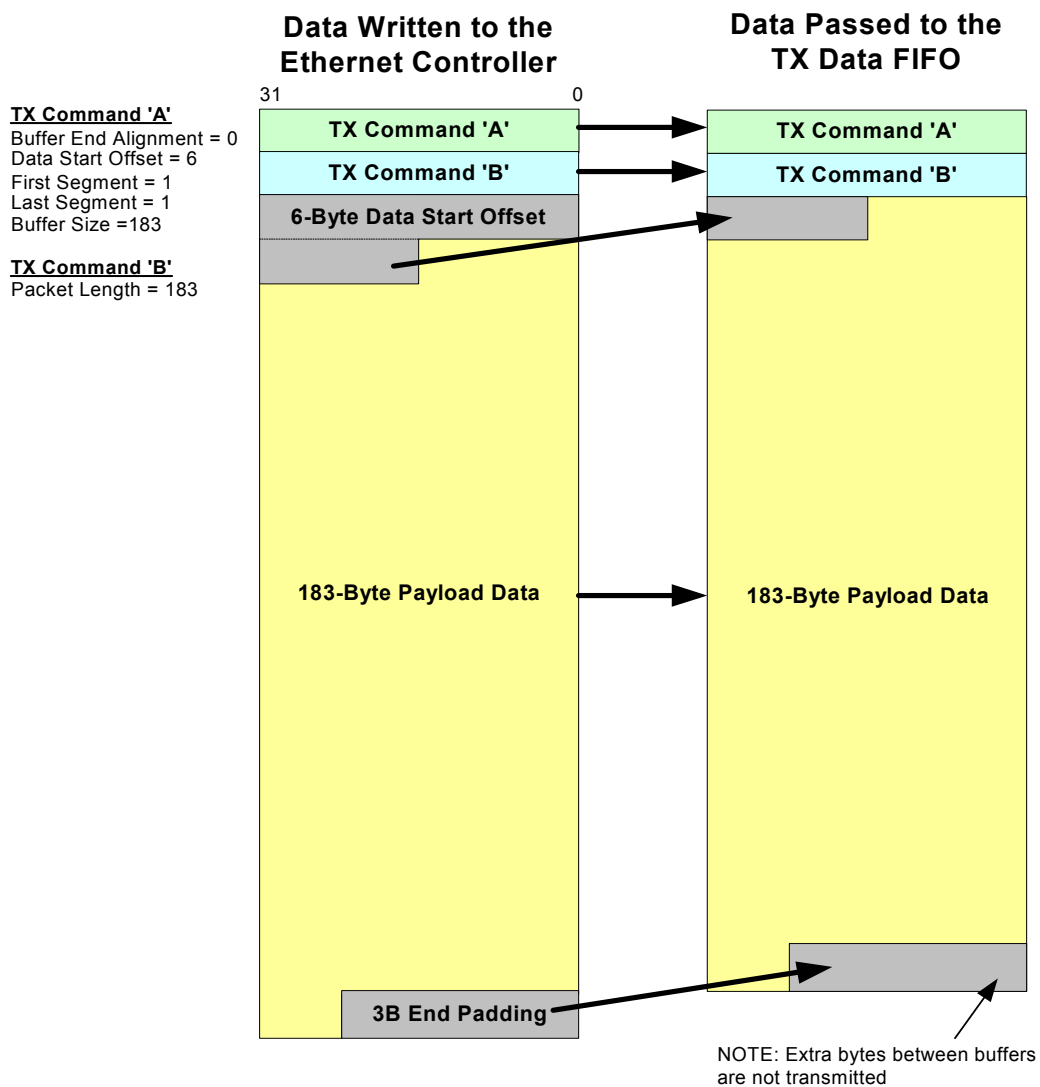 Data Written to the
Ethernet Controller
Data Passed to the
TX Data FIFO
31
0
TX Command 'A'
Buffer End Alignment = 0
Data Start Offset = 6
First Segment = 1
Last Segment = 1
Buffer Size =183
TX Command 'B'
Packet Length = 183
TX Command 'A'
TX Command 'B'
6-Byte Data Start Offset
183-Byte Payload Data
3B End Padding
TX Command 'A'
TX Command 'B'
183-Byte Payload Data
NOTE: Extra bytes between buffers
are not transmitted